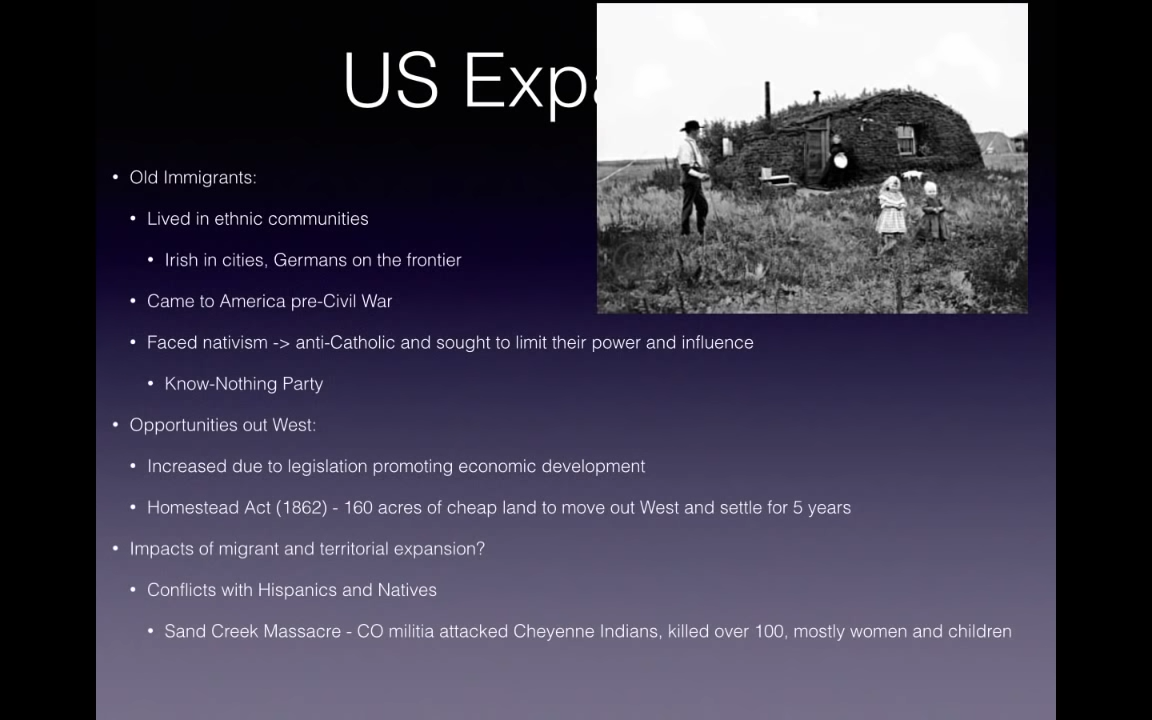 US Exp
Old Immigrants:
Lived in ethnic communities
Irish in cities, Germans on the frontier
Came to America pre-Civil War
Faced nativism -> anti-Catholic and sought to limit their power and influence
Know-Nothing Party
Opportunities out West:
Increased due to legislation promoting economic development
Homestead Act (1862) - 160 acres of cheap land to move out West and settle for 5 years
Impacts of migrant and territorial expansion?
Conflicts with Hispanics and Natives
Sand Creek Massacre - CO militia attacked Cheyenne Indians, killed over 100, mostly women and children